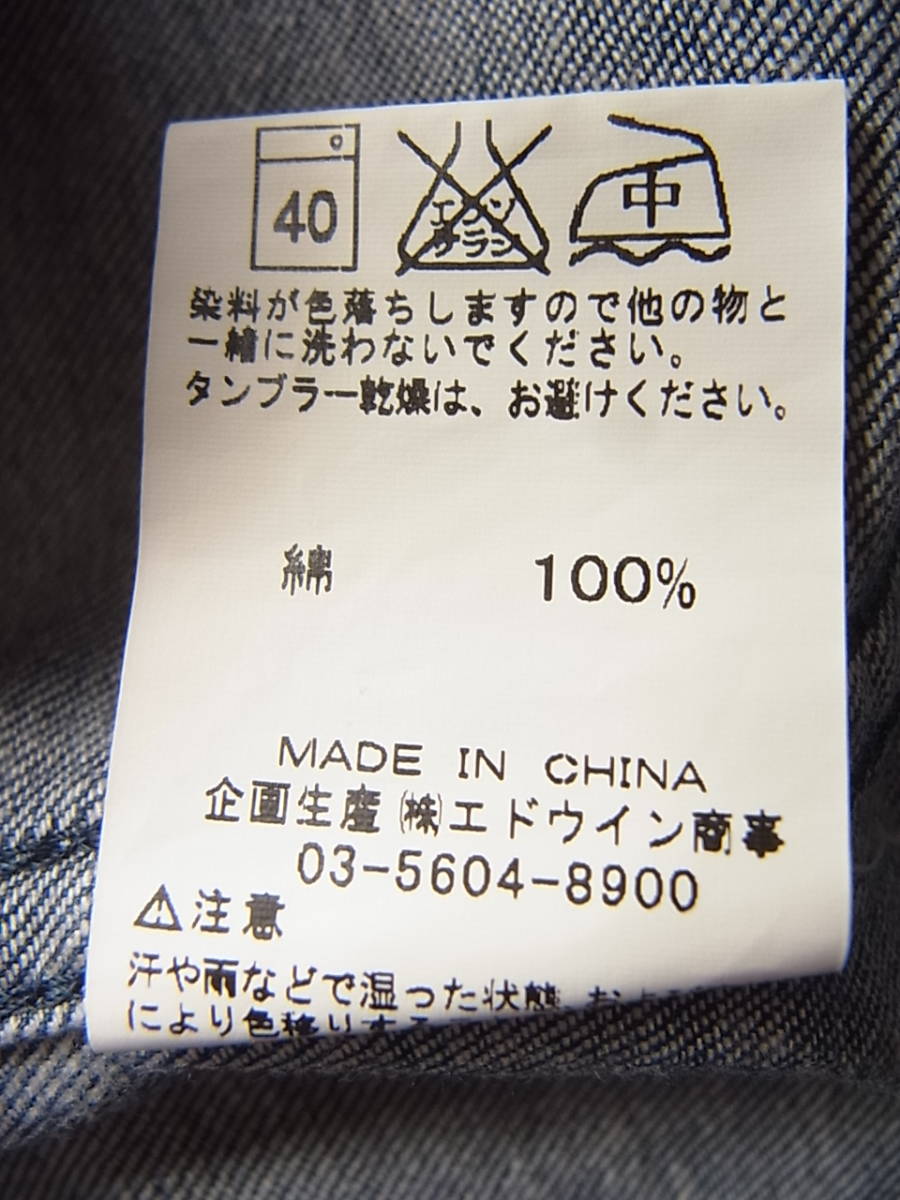 40
エンソ
サラシ
中
染料が色落ちしますので他の物と
一緒に洗わないでください。
タンブラー乾燥は、お避けください。
綿 100%
MADE IN CHINA
企画生産 ㈱エドウイン商事
03-5604-8900
⚠注意
汗や雨などで湿った状態
により色移りする